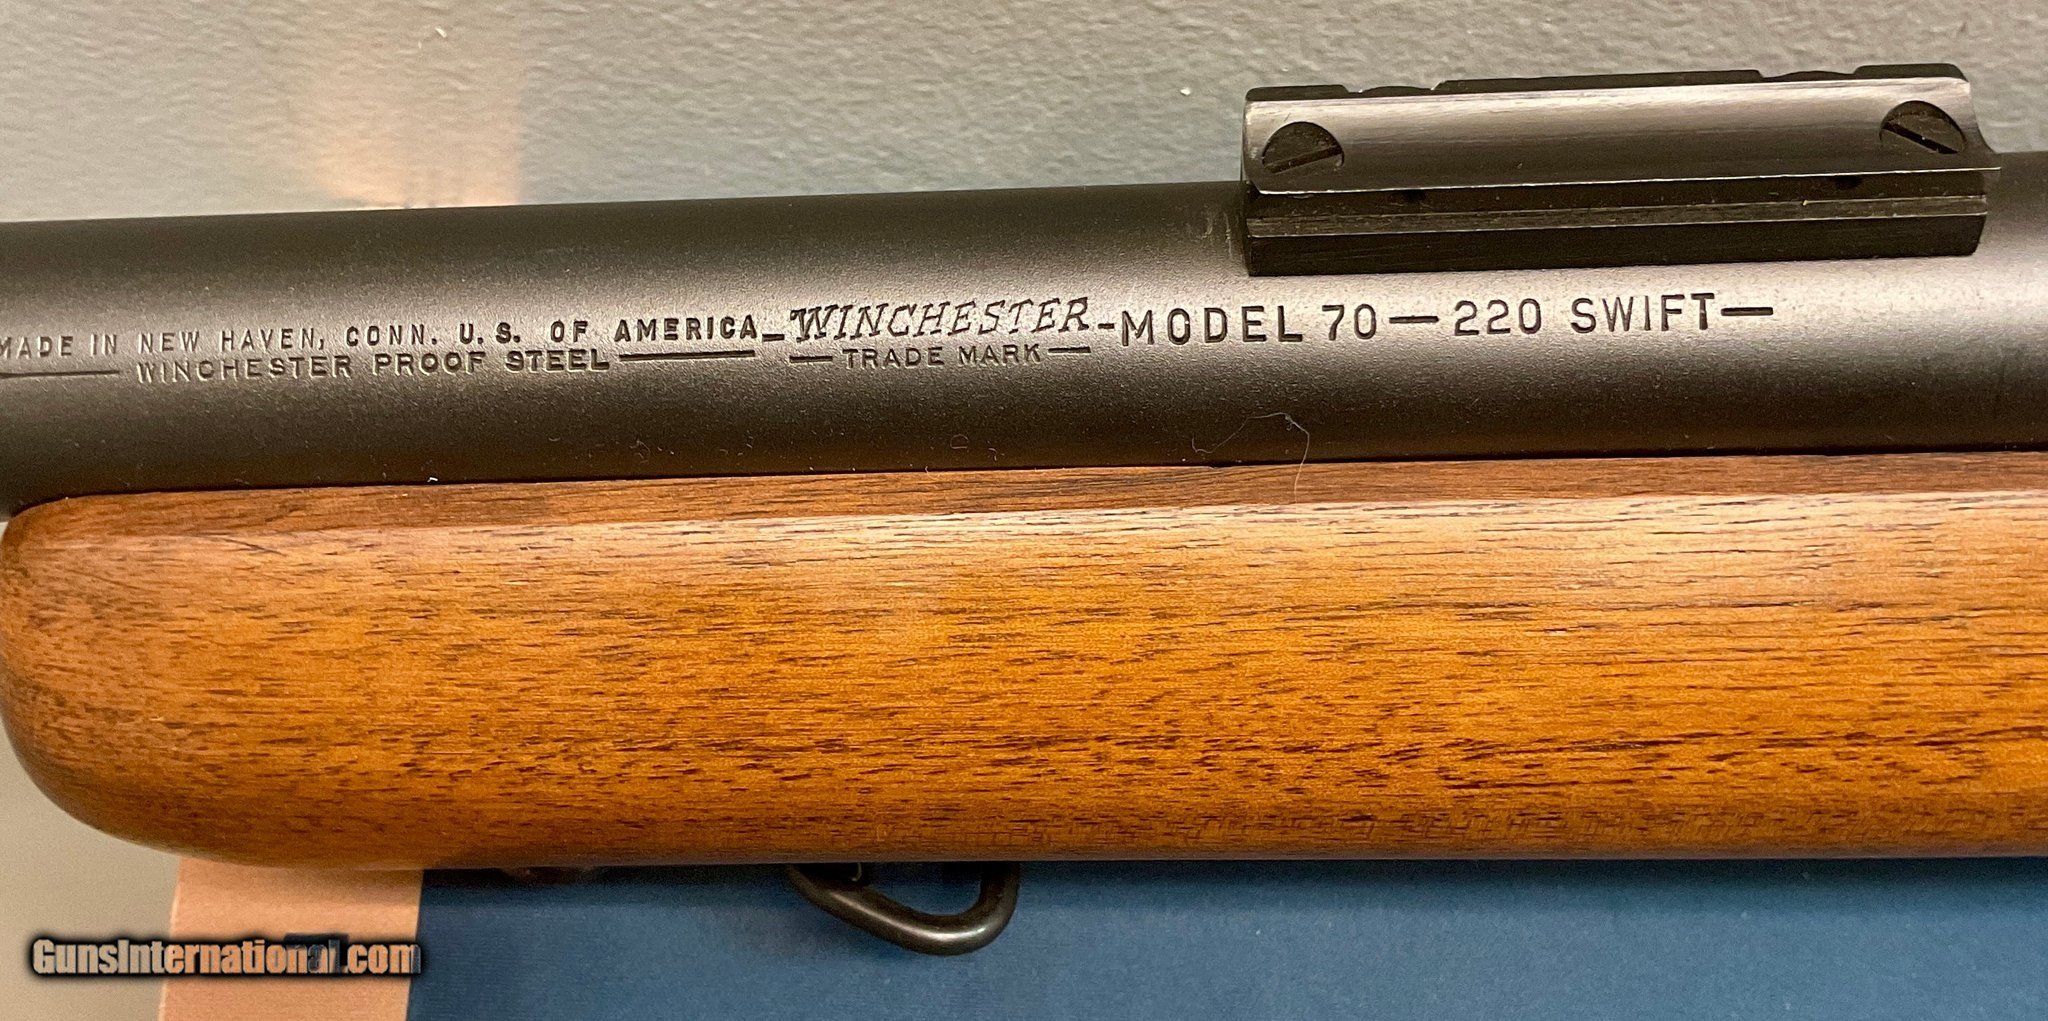 MADE IN NEW HAVEN, CONN. U.S. OF AMERICA
WINCHESTER PROOF STEEL
WINCHESTER
TRADE MARK
MODEL 70 — 220 SWIFT —
GunsInternational.com